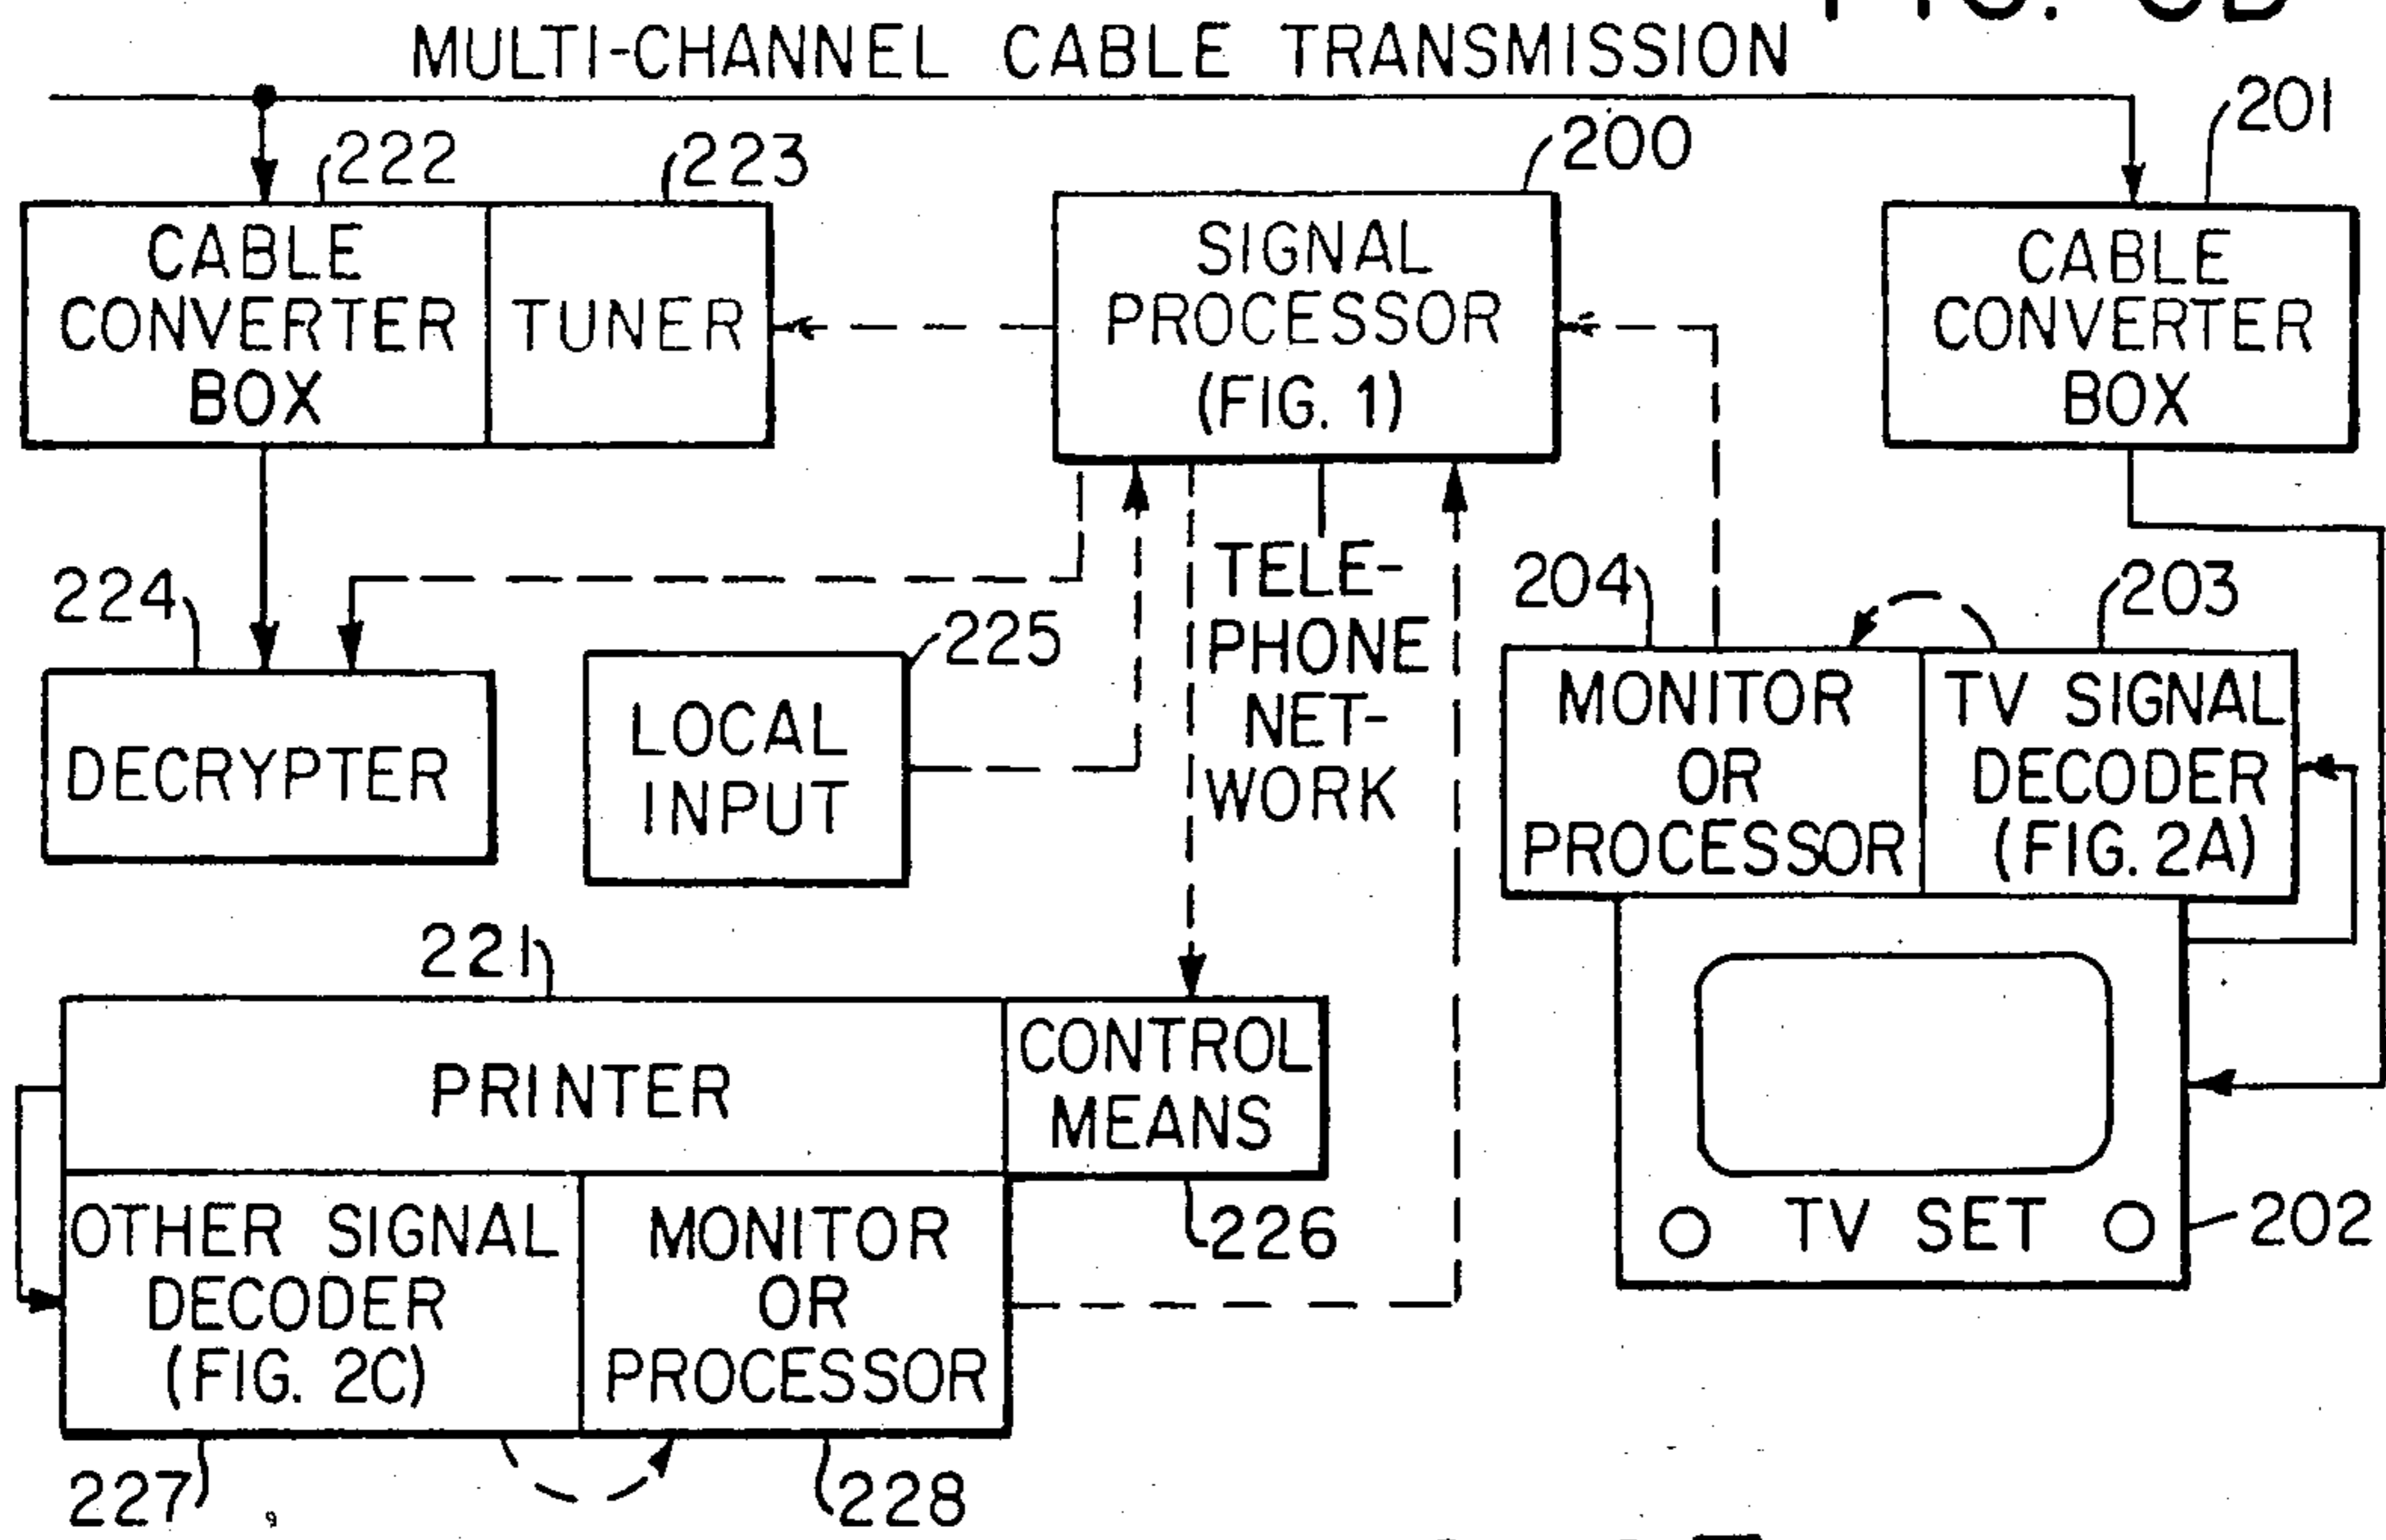 MULTI-CHANNEL CABLE TRANSMISSION
201
200
222
223
CABLE
CONVERTER
BOX
TUNER
SIGNAL
PROCESSOR
(FIG. 1)
CABLE
CONVERTER
BOX
224
225
TELE-
PHONE
NET-
WORK
204
203
DECRYPTER
LOCAL
INPUT
MONITOR
OR
PROCESSOR
TV SIGNAL
DECODER
(FIG. 2A)
221
PRINTER
CONTROL
MEANS
TV SET
202
226
OTHER SIGNAL
DECODER
(FIG. 2C)
MONITOR
OR
PROCESSOR
227
228